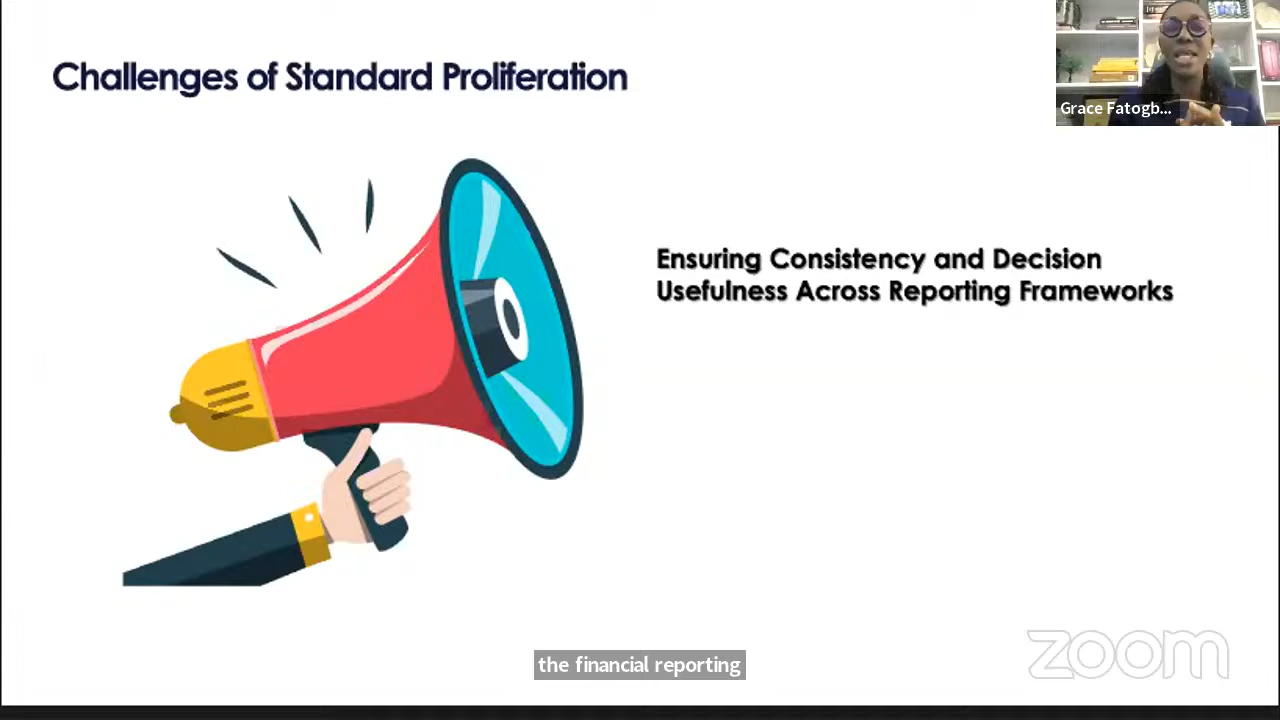 Challenges of Standard Proliferation
Grace Fatogb...
Ensuring Consistency and Decision
Usefulness Across Reporting Frameworks
the financial reporting
zoom